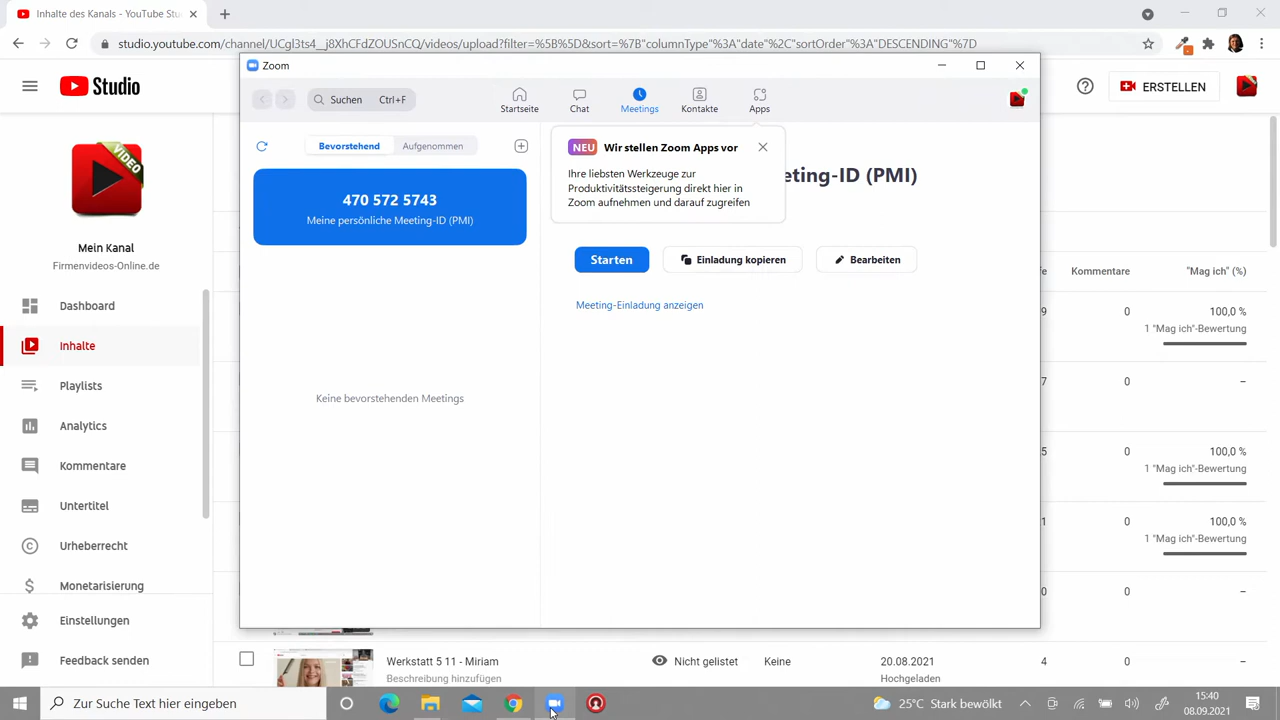 Inhalte des Kanals - YouTube Stu
studio.youtube.com/channel/UCgl3ts4__j8XhCFdZOUSnCQ/videos/upload?filter=%5B%5D&sort=%7B"columnType"%3A"date"%2C"sortOrder"%3A"DESCENDING"%7D
Studio
ERSTELLEN
VIDEO
Mein Kanal
Firmenvideos-Online.de
Dashboard
Inhalte
Playlists
Analytics
Kommentare
Untertitel
Urheberrecht
Monetarisierung
Einstellungen
Feedback senden
Zoom
Suchen Ctrl+F
Startseite
Chat
Meetings
Kontakte
Apps
Bevorstehend
Aufgenommen
470 572 5743
Meine persönliche Meeting-ID (PMI)
Keine bevorstehenden Meetings
NEU Wir stellen Zoom Apps vor
Ihre liebsten Werkzeuge zur
Produktivitätssteigerung direkt hier in
Zoom aufnehmen und darauf zugreifen
eting-ID (PMI)
Starten
Einladung kopieren
Bearbeiten
Meeting-Einladung anzeigen
Kommentare "Mag ich" (%)
9 0 100,0 %
1 "Mag ich"-Bewertung
7 0 –
5 0 100,0 %
1 "Mag ich"-Bewertung
1 0 100,0 %
1 "Mag ich"-Bewertung
0 –
Werkstatt 5 11 - Miriam
Beschreibung hinzufügen
Nicht gelistet
Keine
20.08.2021
Hochgeladen
4 0 –
Zur Suche Text hier eingeben
25°C Stark bewölkt
15:40
08.09.2021